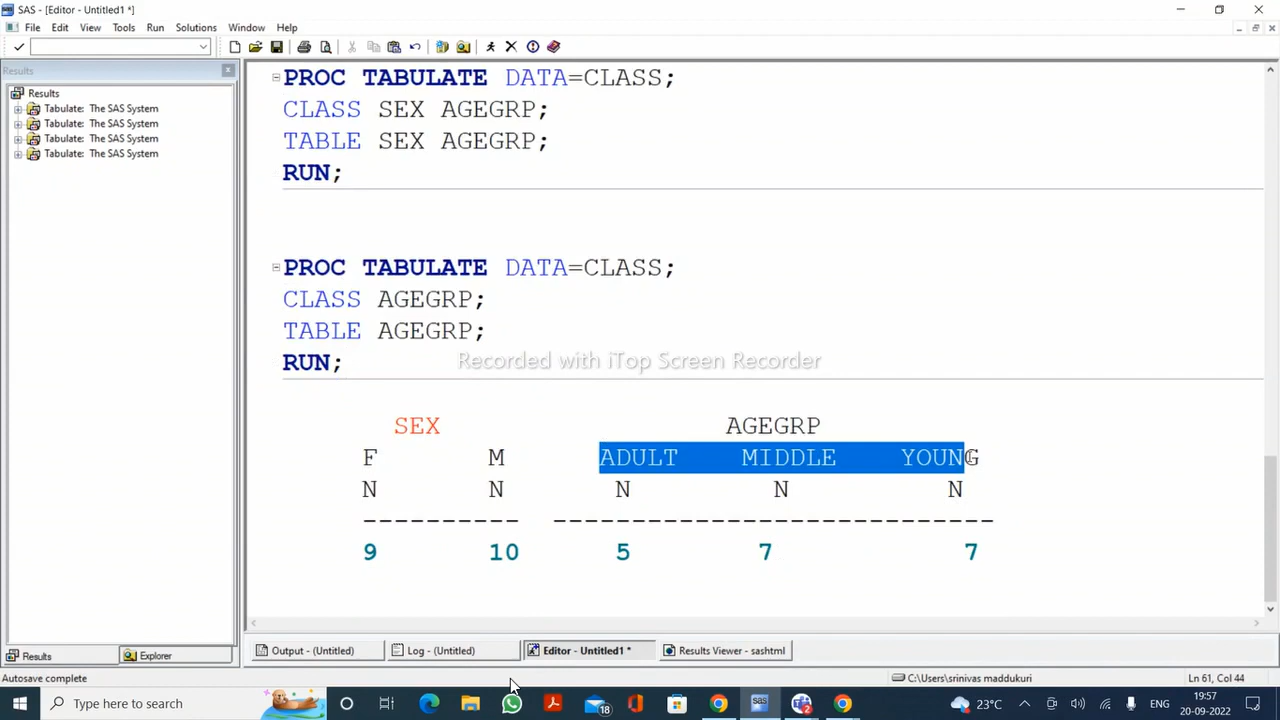 SAS - [Editor - Untitled1 *]
File Edit View Tools Run Solutions Window Help
Results
Results
Tabulate: The SAS System
Tabulate: The SAS System
Tabulate: The SAS System
Tabulate: The SAS System
PROC TABULATE DATA=CLASS;
CLASS SEX AGEGRP;
TABLE SEX AGEGRP;
RUN;
PROC TABULATE DATA=CLASS;
CLASS AGEGRP;
TABLE AGEGRP;
RUN;
Recorded with iTop Screen Recorder
SEX AGEGRP
F M ADULT MIDDLE YOUNG
N N N N N
---------- ----------------------------
9 10 5 7 7
Results Explorer
Output - (Untitled) Log - (Untitled) Editor - Untitled1 * Results Viewer - sashtml
Autosave complete C:\Users\srinivas maddukuri Ln 61, Col 44
Type here to search 18 sas 2 23°C ENG 19:57 20-09-2022